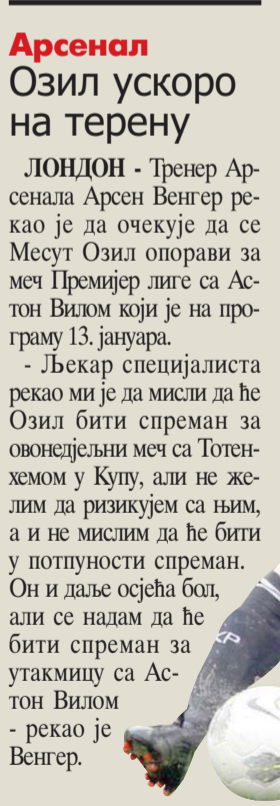 Арсенал
Озил ускоро
на терену
ЛОНДОН - Тренер Ар-
сенала Арсен Венгер ре-
као је да очекује да се
Месут Озил опорави за
меч Премијер лиге са Ас-
тон Вилом који је на про-
граму 13. јануара.
- Љекар специјалиста
рекао ми је да мисли да ће
Озил бити спреман за
овонедјељни меч са Тотен-
хемом у Купу, али не же-
лим да ризикујем са њим,
а и не мислим да ће бити
у потпуности спреман.
Он и даље осјећа бол,
али се надам да ће
бити спреман за
утакмицу са Ас-
тон Вилом
- рекао је
Венгер.